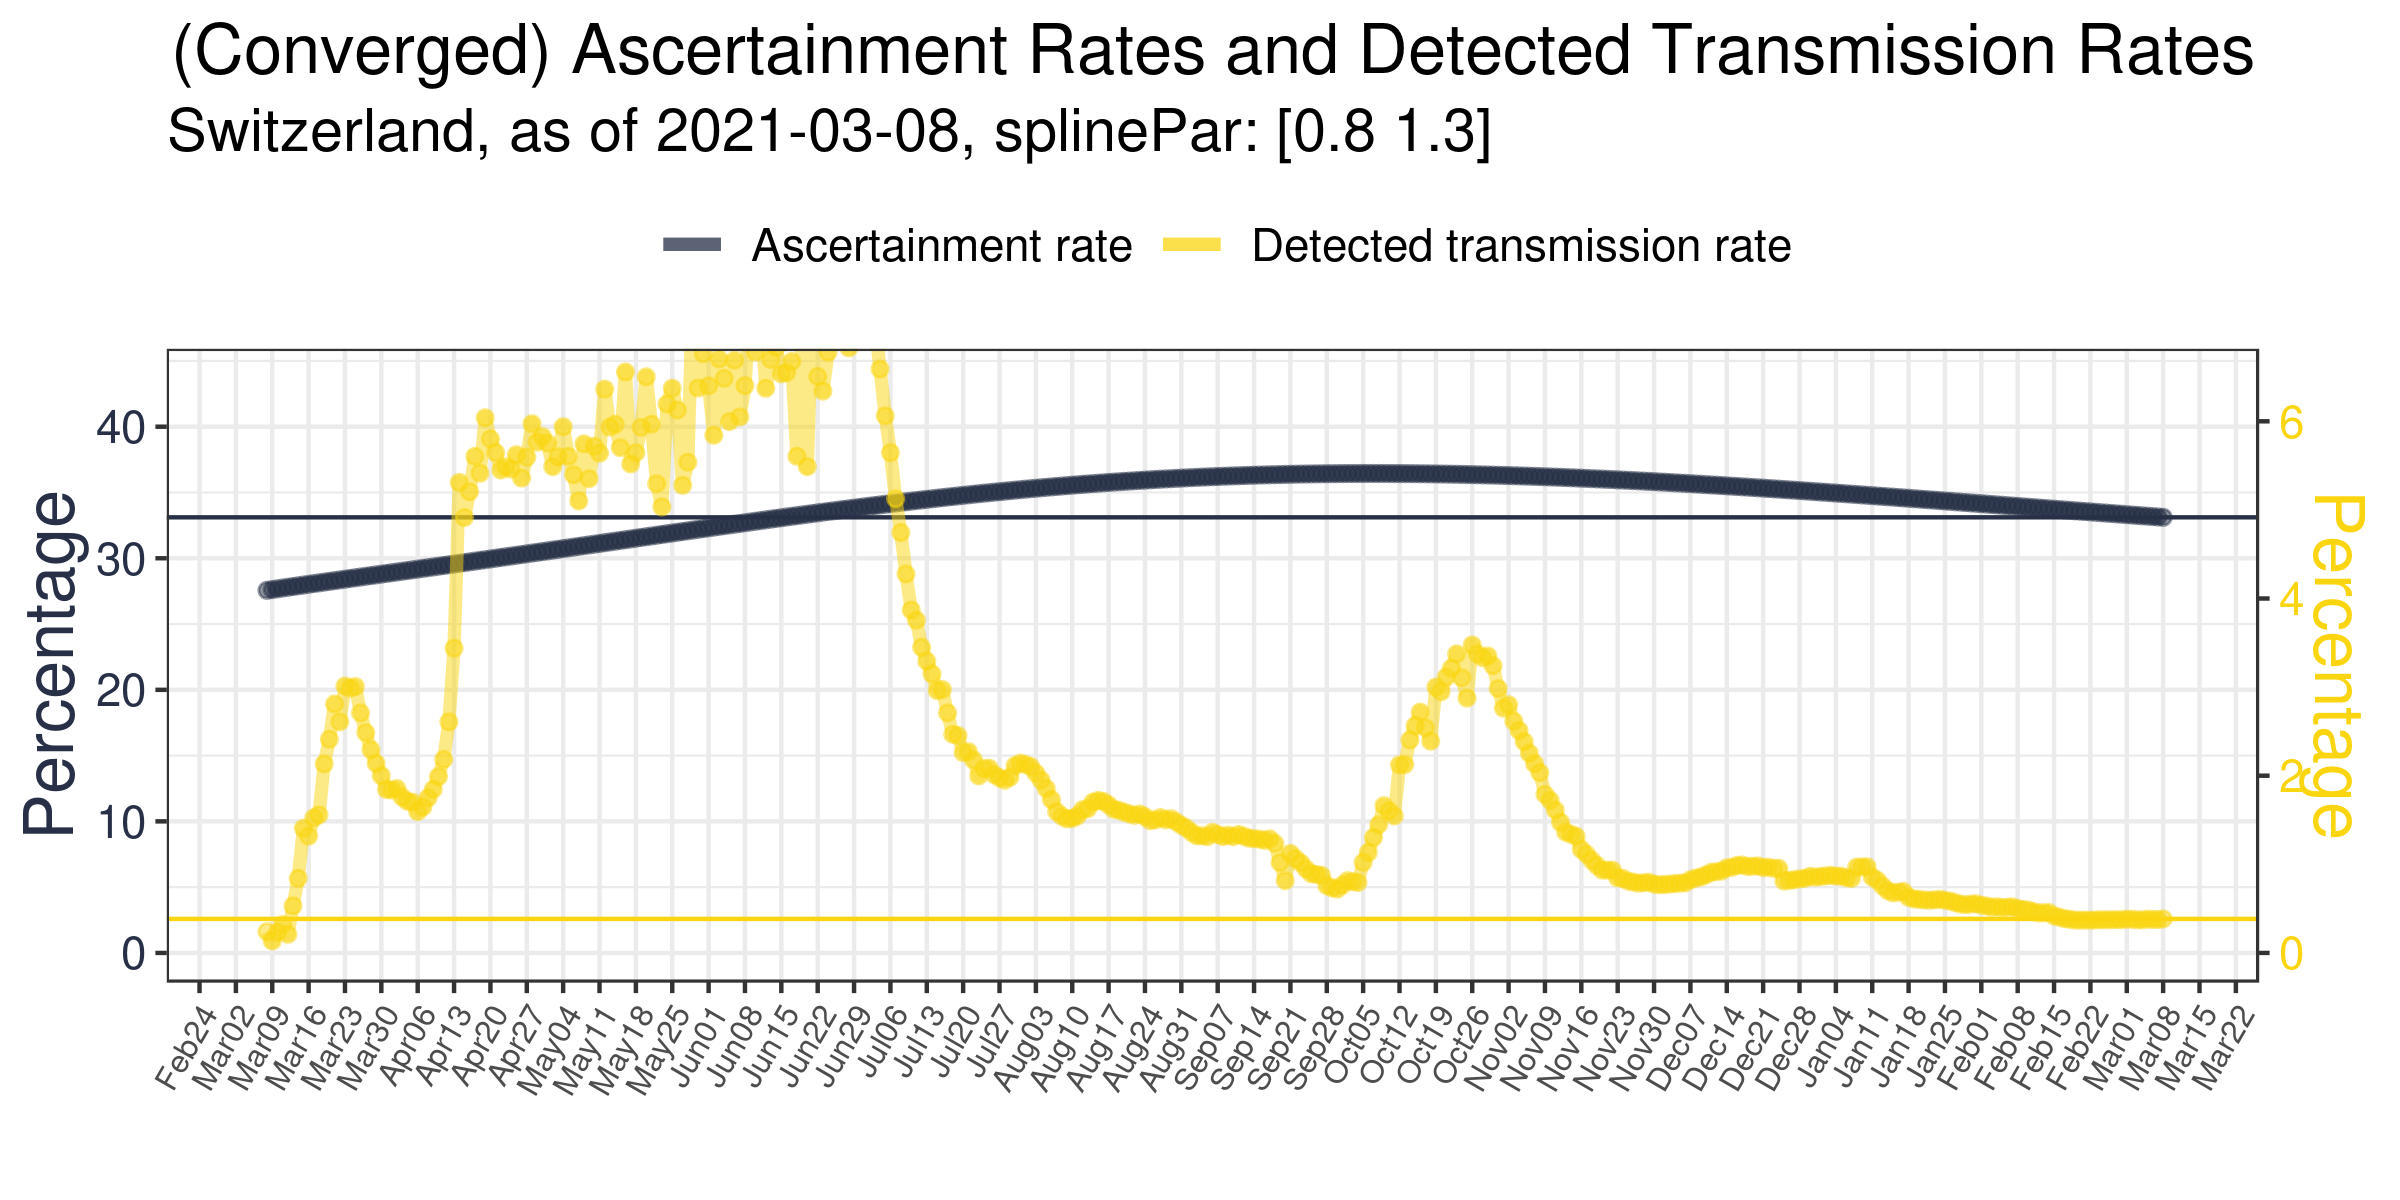 (Converged) Ascertainment Rates and Detected Transmission Rates
Switzerland, as of 2021-03-08, splinePar: [0.8 1.3]
Ascertainment rate
Detected transmission rate
Percentage
40
30
20
10
0
6
4
2
0
Percentage
Feb24
Mar02
Mar09
Mar16
Mar23
Mar30
Apr06
Apr13
Apr20
Apr27
May04
May11
May18
May25
Jun01
Jun08
Jun15
Jun22
Jun29
Jul06
Jul13
Jul20
Jul27
Aug03
Aug10
Aug17
Aug24
Aug31
Sep07
Sep14
Sep21
Sep28
Oct05
Oct12
Oct19
Oct26
Nov02
Nov09
Nov16
Nov23
Nov30
Dec07
Dec14
Dec21
Dec28
Jan04
Jan11
Jan18
Jan25
Feb01
Feb08
Feb15
Feb22
Mar01
Mar08
Mar15
Mar22